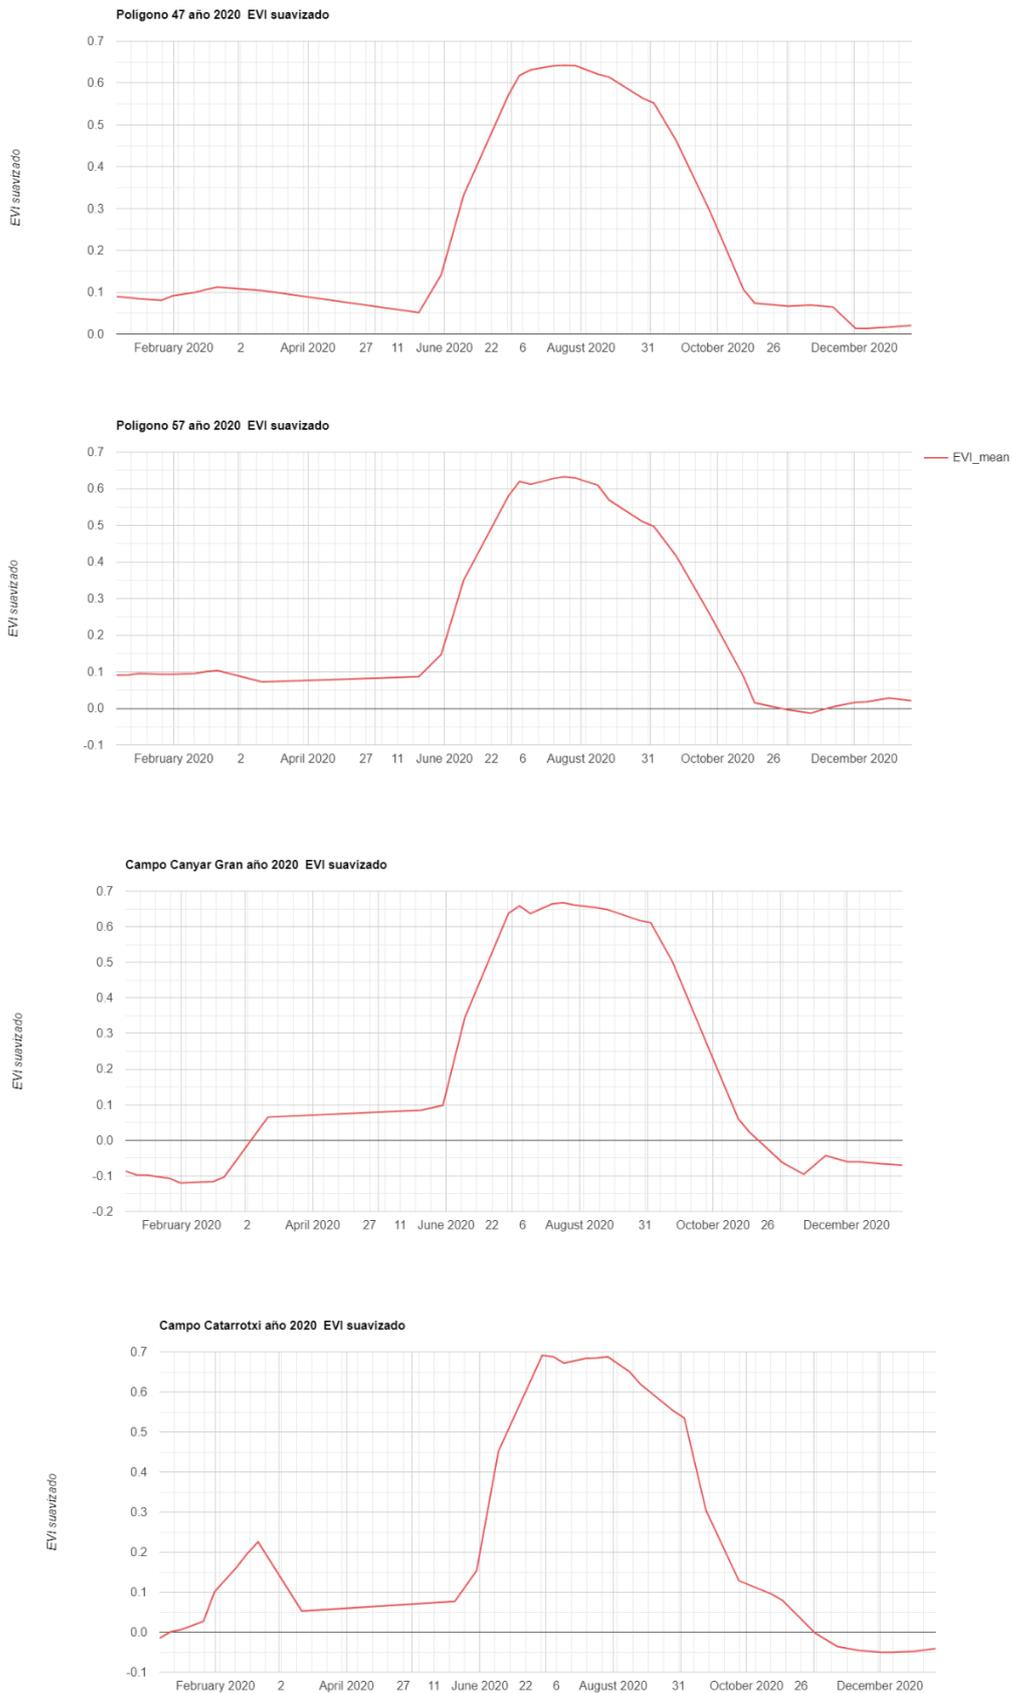 Polígono 47 año 2020 EVI suavizado
EVI suavizado
0.7
0.6
0.5
0.4
0.3
0.2
0.1
0.0
February 2020 2 April 2020 27 11 June 2020 22 6 August 2020 31 October 2020 26 December 2020
Polígono 57 año 2020 EVI suavizado
EVI_mean
EVI suavizado
0.7
0.6
0.5
0.4
0.3
0.2
0.1
0.0
-0.1
February 2020 2 April 2020 27 11 June 2020 22 6 August 2020 31 October 2020 26 December 2020
Campo Canyar Gran año 2020 EVI suavizado
EVI suavizado
0.7
0.6
0.5
0.4
0.3
0.2
0.1
0.0
-0.1
-0.2
February 2020 2 April 2020 27 11 June 2020 22 6 August 2020 31 October 2020 26 December 2020
Campo Catarrotxi año 2020 EVI suavizado
EVI suavizado
0.7
0.6
0.5
0.4
0.3
0.2
0.1
0.0
-0.1
February 2020 2 April 2020 27 11 June 2020 22 6 August 2020 31 October 2020 26 December 2020